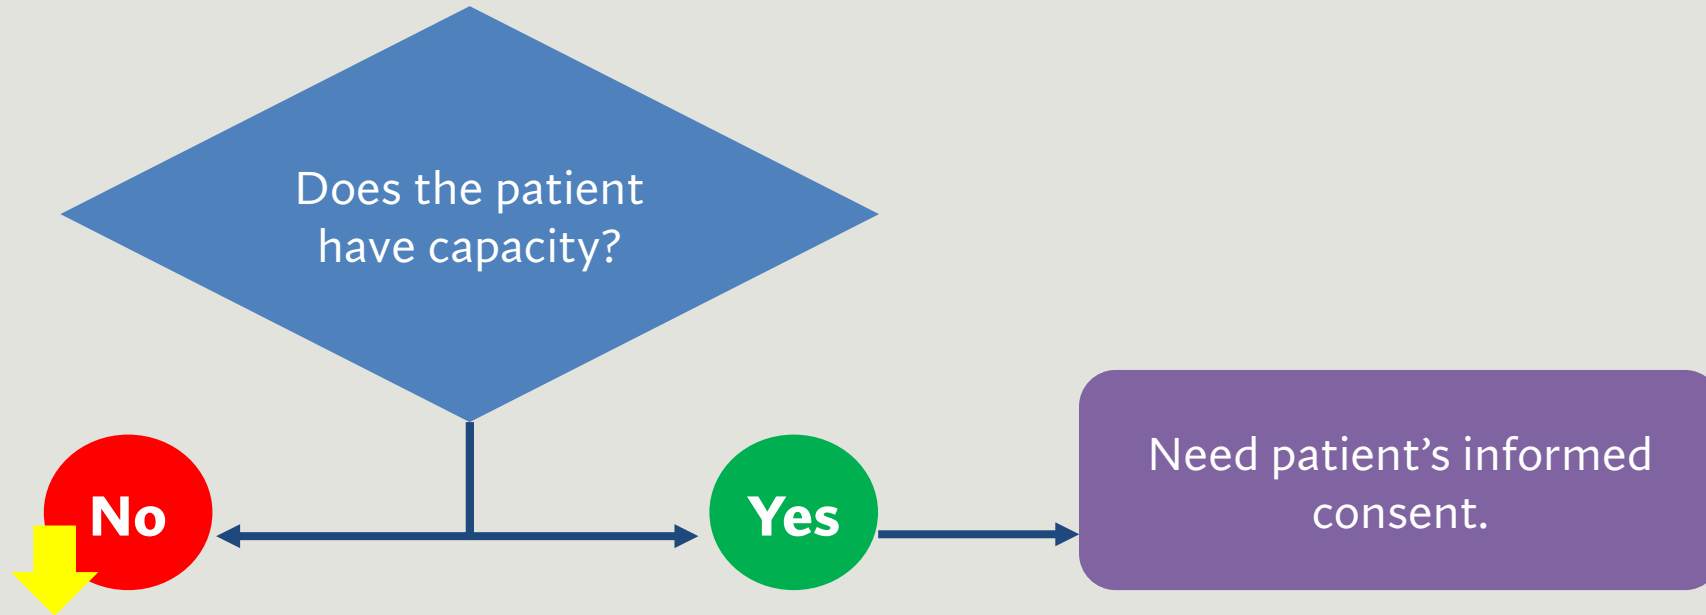 Does the patient
have capacity?
No
Yes
Need patient’s informed
consent.